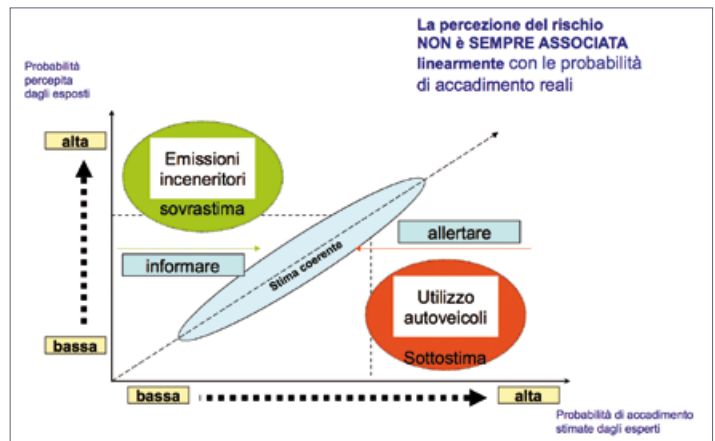 La percezione del rischio
NON è SEMPRE ASSOCIATA
linearmente con le probabilità
di accadimento reali
Probabilità
percepita
dagli esposti
alta
Emissioni
inceneritori
sovrastima
allertare
informare
Stima coerente
Utilizzo
autoveicoli
Sottostima
bassa
bassa
alta
Probabilità di accadimento
stimate dagli esperti